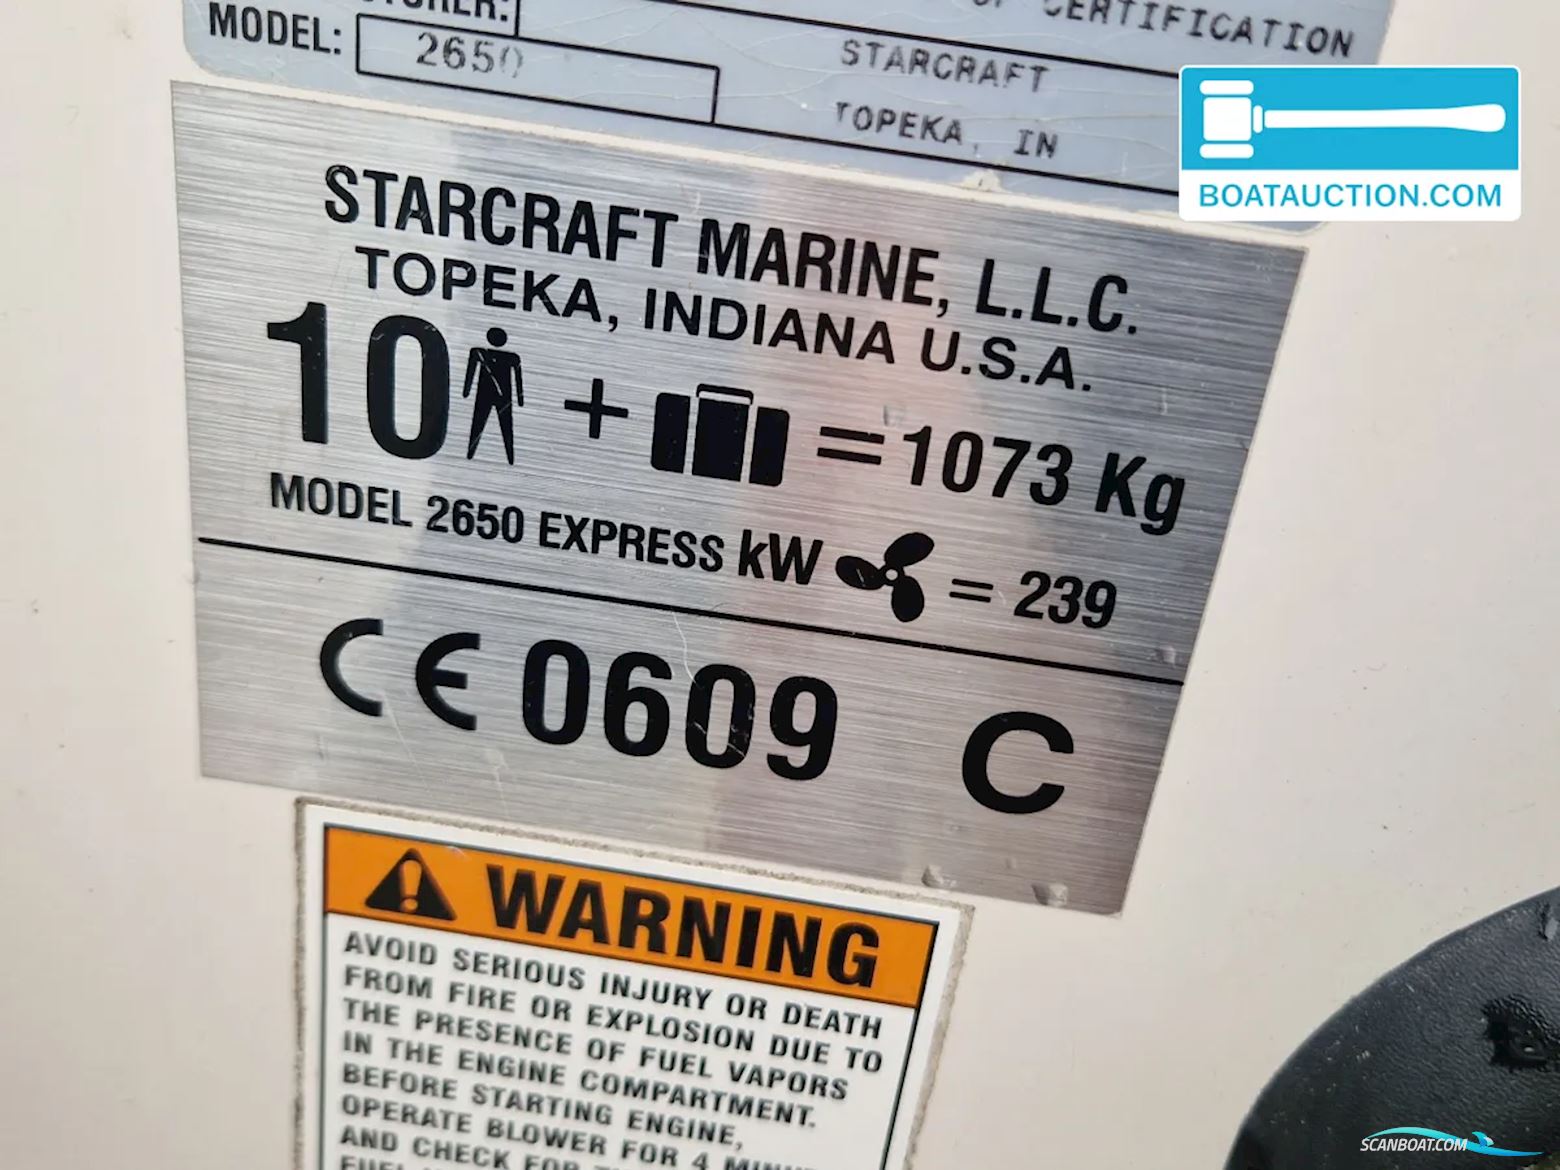 OF CERTIFICATION
MODEL: 2650
STARCRAFT
TOPEKA, IN
BOATAUCTION.COM
STARCRAFT MARINE, L.L.C.
TOPEKA, INDIANA U.S.A.
10 + = 1073 Kg
MODEL 2650 EXPRESS kW = 239
CE 0609 C
WARNING
AVOID SERIOUS INJURY OR DEATH
FROM FIRE OR EXPLOSION DUE TO
THE PRESENCE OF FUEL VAPORS
IN THE ENGINE COMPARTMENT.
BEFORE STARTING ENGINE,
OPERATE BLOWER FOR 4
AND CHECK FOR
SCANBOAT.COM